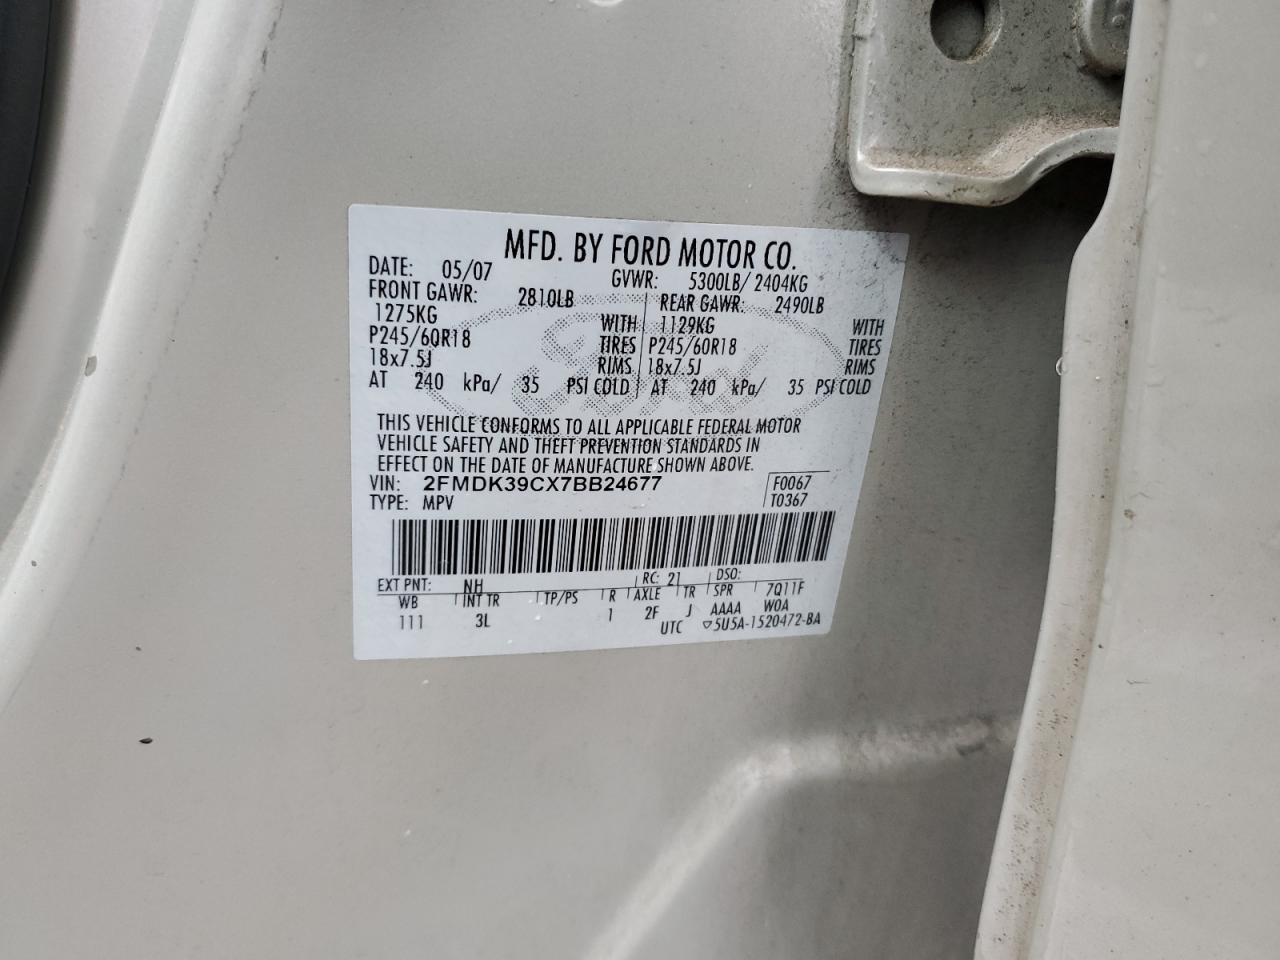 MFD. BY FORD MOTOR CO.
DATE: 05/07 GVWR: 5300LB/ 2404KG
FRONT GAWR: 2810LB REAR GAWR: 2490LB
1275KG WITH 1129KG WITH
P245/60R18 TIRES P245/60R18 TIRES
18x7.5J RIMS 18x7.5J RIMS
AT 240 kPa/ 35 PSI COLD AT 240 kPa/ 35 PSI COLD
Ford
THIS VEHICLE CONFORMS TO ALL APPLICABLE FEDERAL MOTOR
VEHICLE SAFETY AND THEFT PREVENTION STANDARDS IN
EFFECT ON THE DATE OF MANUFACTURE SHOWN ABOVE.
VIN: 2FMDK39CX7BB24677 F0067
TYPE: MPV T0367
EXT PNT: NH RC: 21 DSO:
WB INT TR TP/PS R AXLE TR SPR 7Q11F
111 3L 1 2F J AAAA WOA
UTC ▽5U5A-1520472-BA